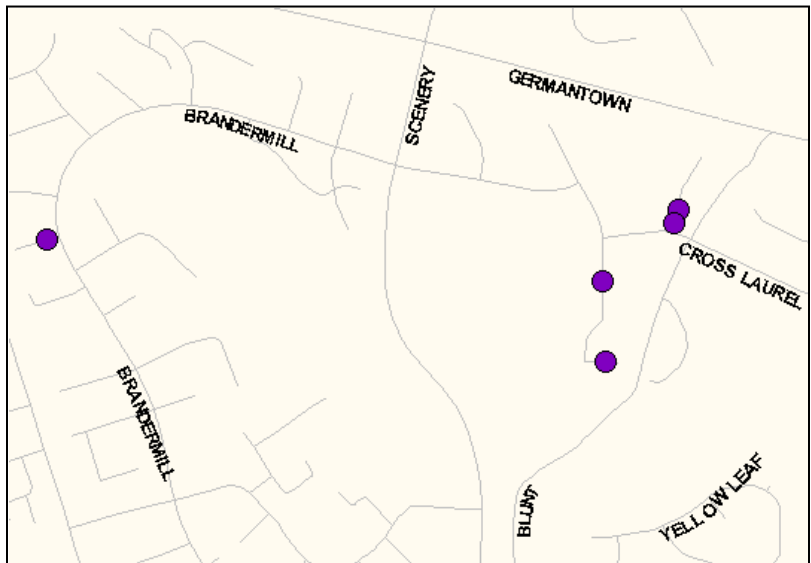 GERMANTOWN
SCENERY
BRANDERMILL
CROSS LAUREL
BRANDERMILL
YELLOW LEAF
BLUNT